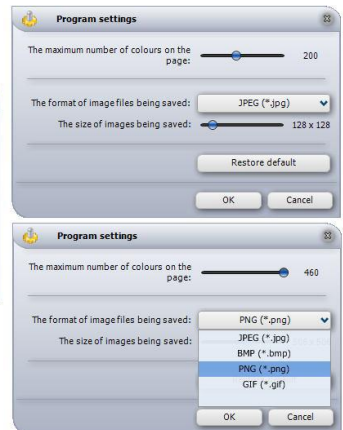 Program settings
The maximum number of colours on the
page:
200
The format of image files being saved:
JPEG (*.jpg)
The size of images being saved:
128 x 128
Restore default
OK
Cancel
Program settings
The maximum number of colours on the
page:
460
The format of image files being saved:
PNG (*.png)
The size of images being saved:
JPEG (*.jpg)
BMP (*.bmp)
PNG (*.png)
GIF (*.gif)
OK
Cancel